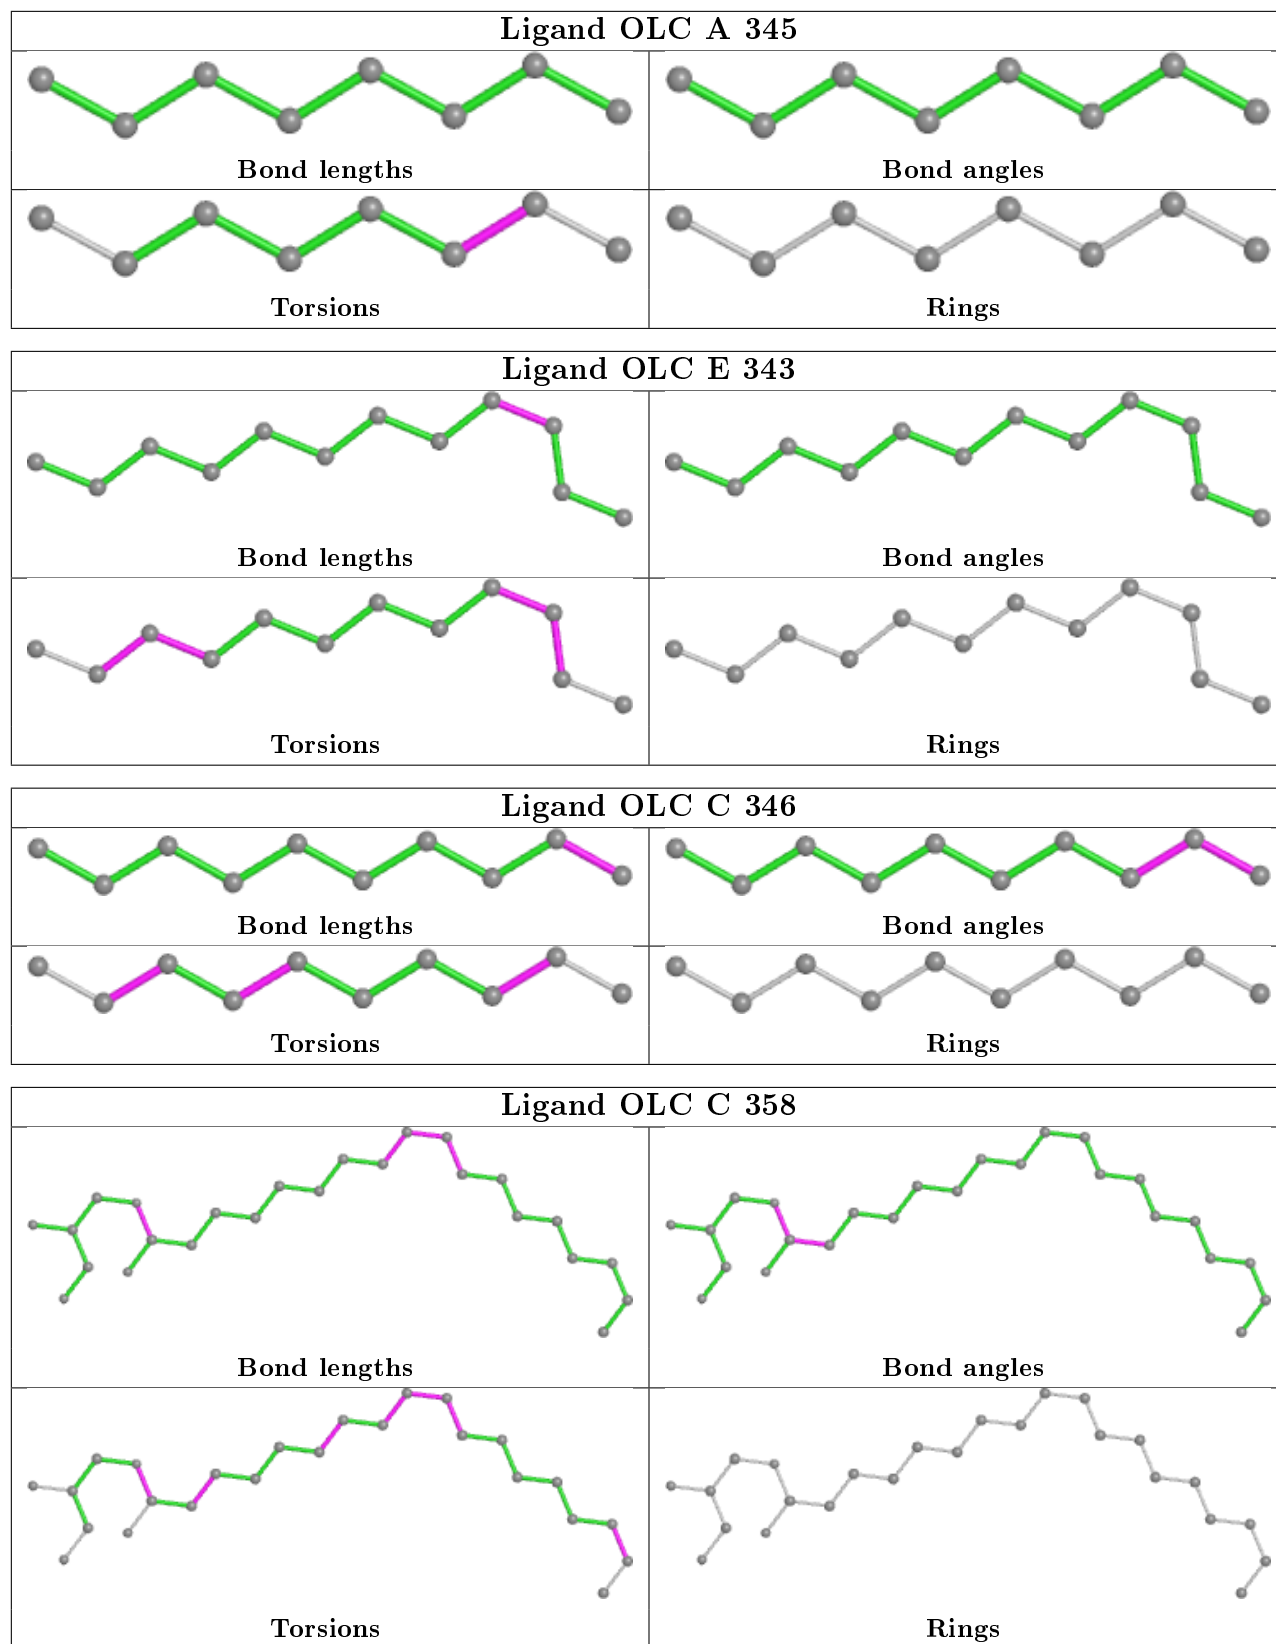 Ligand OLC A 345
Bond lengths
Bond angles
Torsions
Rings
Ligand OLC E 343
Bond lengths
Bond angles
Torsions
Rings
Ligand OLC C 346
Bond lengths
Bond angles
Torsions
Rings
Ligand OLC C 358
Bond lengths
Bond angles
Torsions
Rings